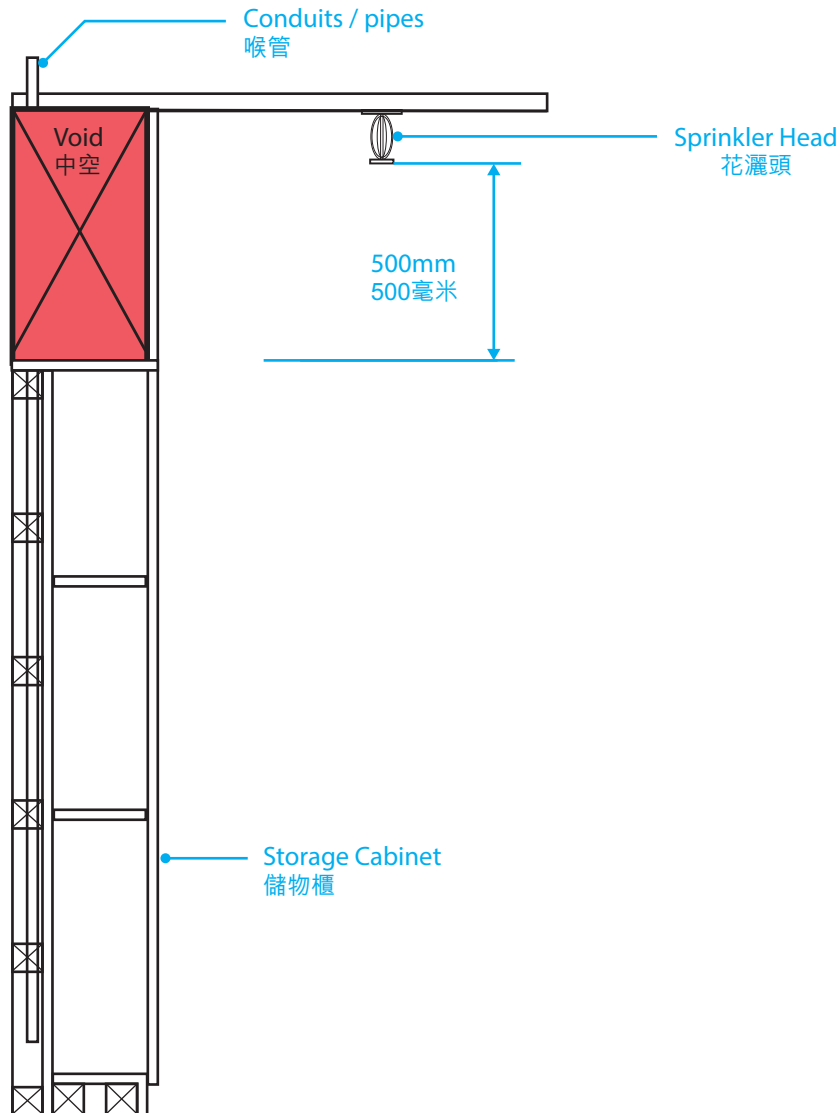 Conduits / pipes
喉管
Void
中空
Sprinkler Head
花灑頭
500mm
500毫米
Storage Cabinet
儲物櫃